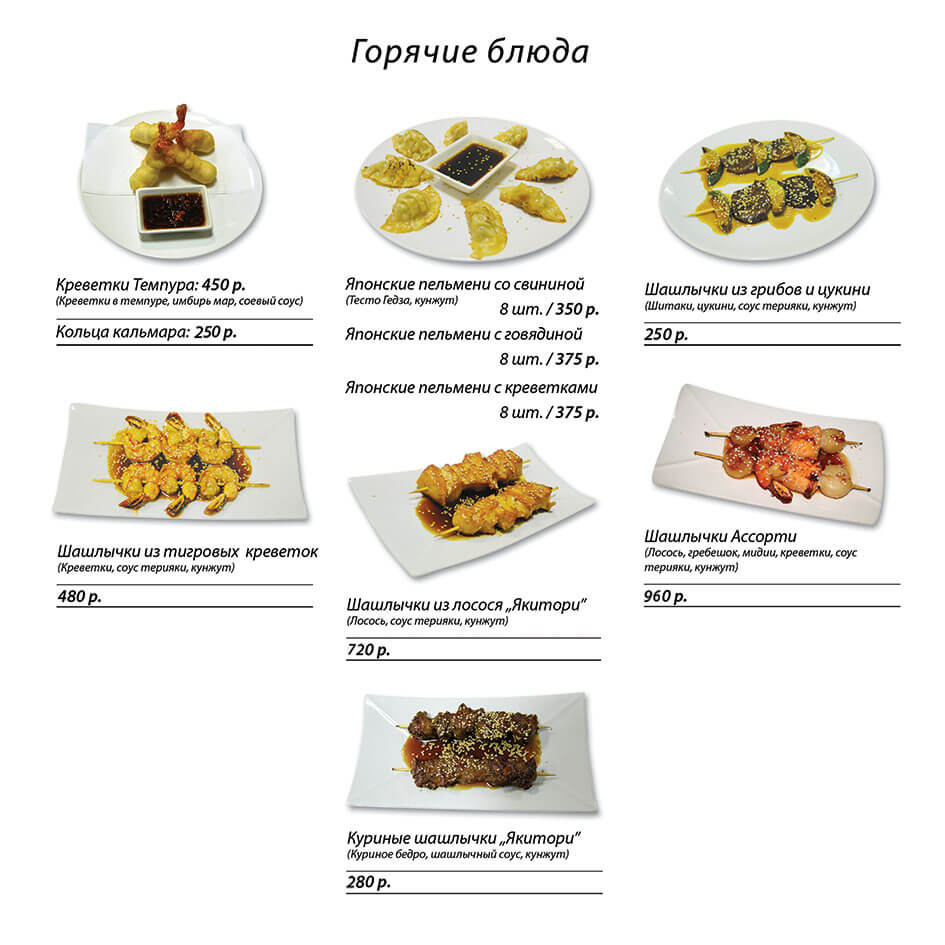 Горячие блюда
Креветки Темпура: 450 р.
(Креветки в темпуре, имбирь мар, соевый соус)
Кольца кальмара: 250 р.
Японские пельмени со свининой
(Тесто Гедза, кунжут)
8 шт. / 350 р.
Японские пельмени с говядиной
8 шт. / 375 р.
Японские пельмени с креветками
8 шт. / 375 р.
Шашлычки из грибов и цукини
(Шитаки, цукини, соус терияки, кунжут)
250 р.
Шашлычки из тигровых креветок
(Креветки, соус терияки, кунжут)
480 р.
Шашлычки из лосося „Якитори”
(Лосось, соус терияки, кунжут)
720 р.
Шашлычки Ассорти
(Лосось, гребешок, мидии, креветки, соус
терияки, кунжут)
960 р.
Куриные шашлычки „Якитори”
(Куриное бедро, шашлычный соус, кунжут)
280 р.